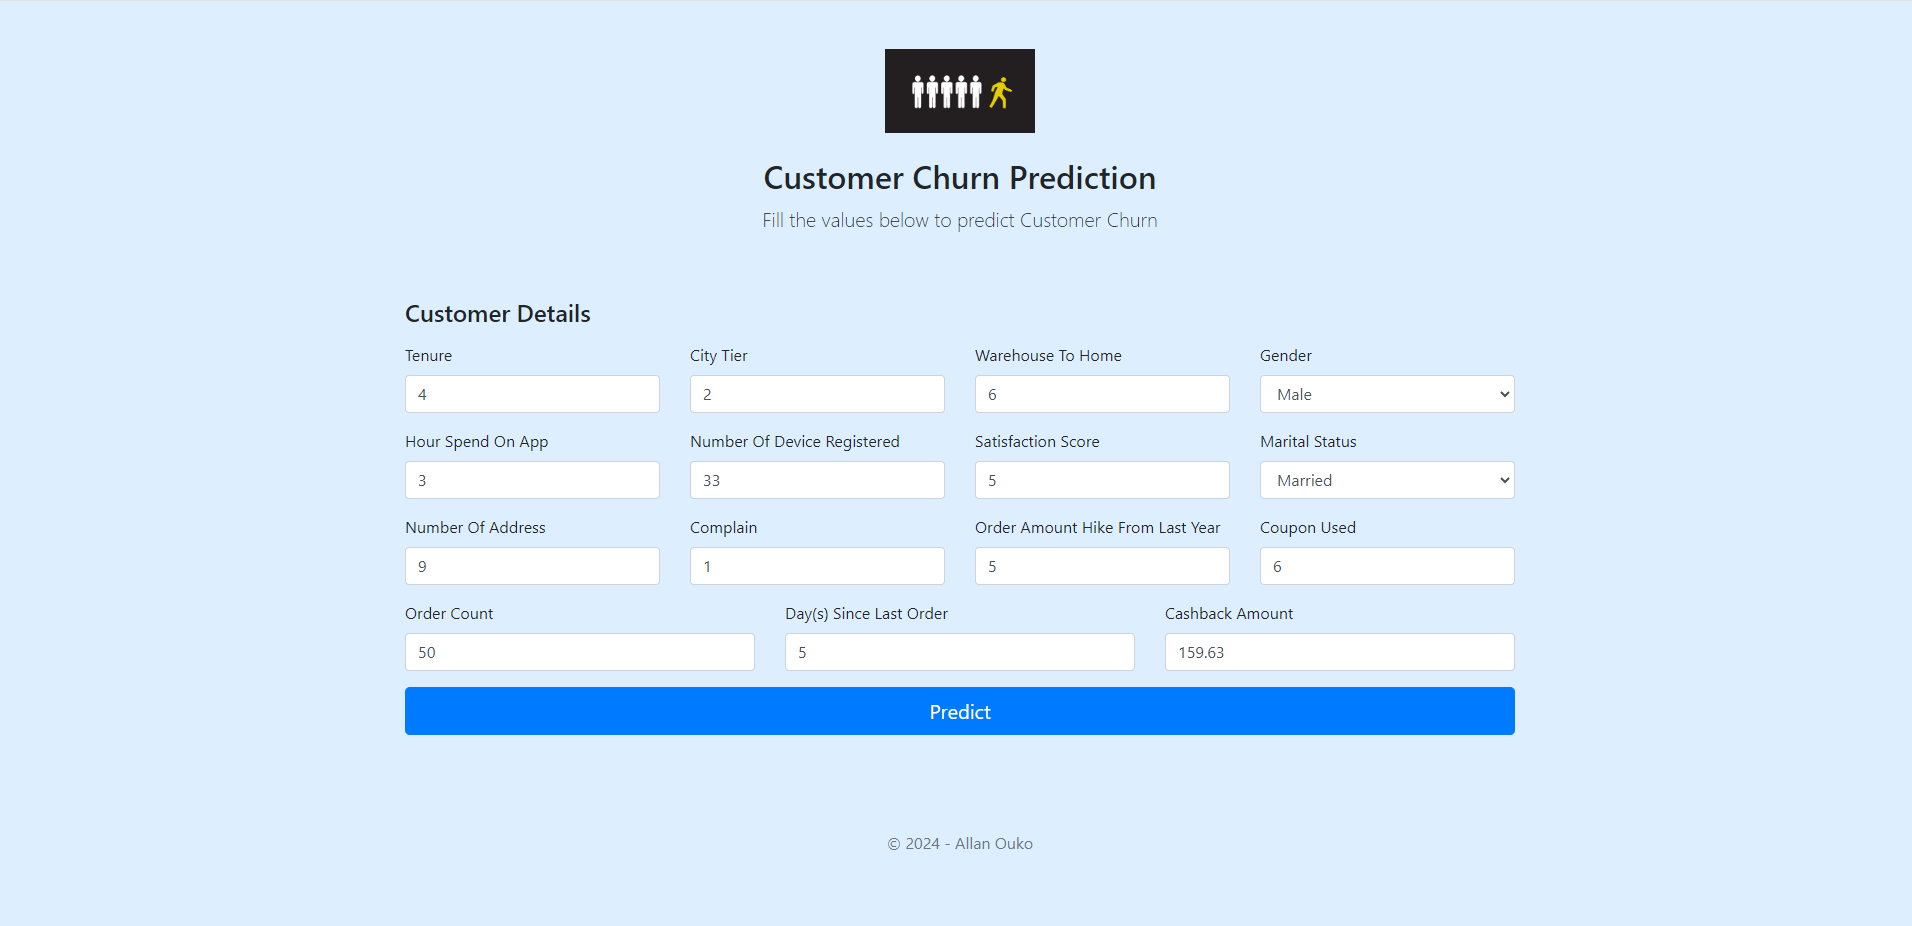 Customer Churn Prediction
Fill the values below to predict Customer Churn
Customer Details
Tenure City Tier Warehouse To Home Gender
4 2 6 Male
Hour Spend On App Number Of Device Registered Satisfaction Score Marital Status
3 33 5 Married
Number Of Address Complain Order Amount Hike From Last Year Coupon Used
9 1 5 6
Order Count Day(s) Since Last Order Cashback Amount
50 5 159.63
Predict
© 2024 - Allan Ouko